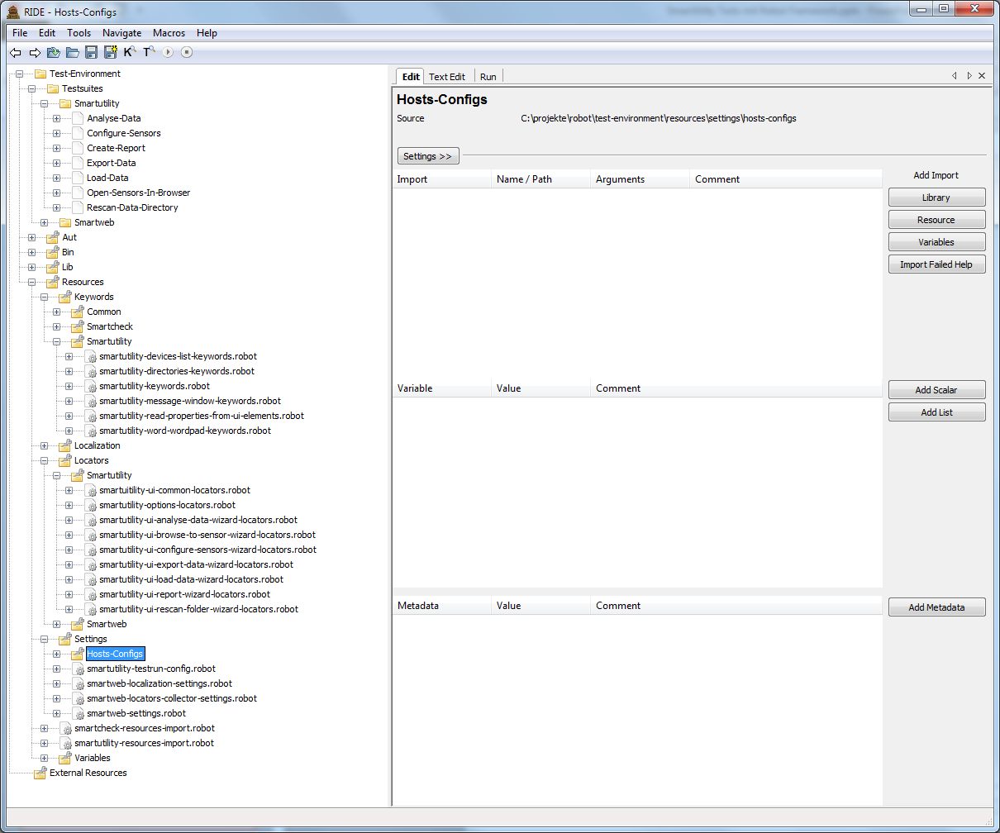 RIDE - Hosts-Configs
File Edit Tools Navigate Macros Help
K T
Test-Environment
Testsuites
Smartutility
Analyse-Data
Configure-Sensors
Create-Report
Export-Data
Load-Data
Open-Sensors-In-Browser
Rescan-Data-Directory
Smartweb
Aut
Bin
Lib
Resources
Keywords
Common
Smartcheck
Smartutility
smartutility-devices-list-keywords.robot
smartutility-directories-keywords.robot
smartutility-keywords.robot
smartutility-message-window-keywords.robot
smartutility-read-properties-from-ui-elements.robot
smartutility-word-wordpad-keywords.robot
Localization
Locators
Smartutility
smartuitility-ui-common-locators.robot
smartutility-options-locators.robot
smartutility-ui-analyse-data-wizard-locators.robot
smartutility-ui-browse-to-sensor-wizard-locators.robot
smartutility-ui-configure-sensors-wizard-locators.robot
smartutility-ui-export-data-wizard-locators.robot
smartutility-ui-load-data-wizard-locators.robot
smartutility-ui-report-wizard-locators.robot
smartutility-ui-rescan-folder-wizard-locators.robot
Smartweb
Settings
Hosts-Configs
smartutility-testrun-config.robot
smartweb-localization-settings.robot
smartweb-locators-collector-settings.robot
smartweb-settings.robot
smartcheck-resources-import.robot
smartutility-resources-import.robot
Variables
External Resources
Edit Text Edit Run
Hosts-Configs
Source C:\projekte\robot\test-environment\resources\settings\hosts-configs
Settings >>
Import Name / Path Arguments Comment
Add Import
Library
Resource
Variables
Import Failed Help
Variable Value Comment
Add Scalar
Add List
Metadata Value Comment
Add Metadata